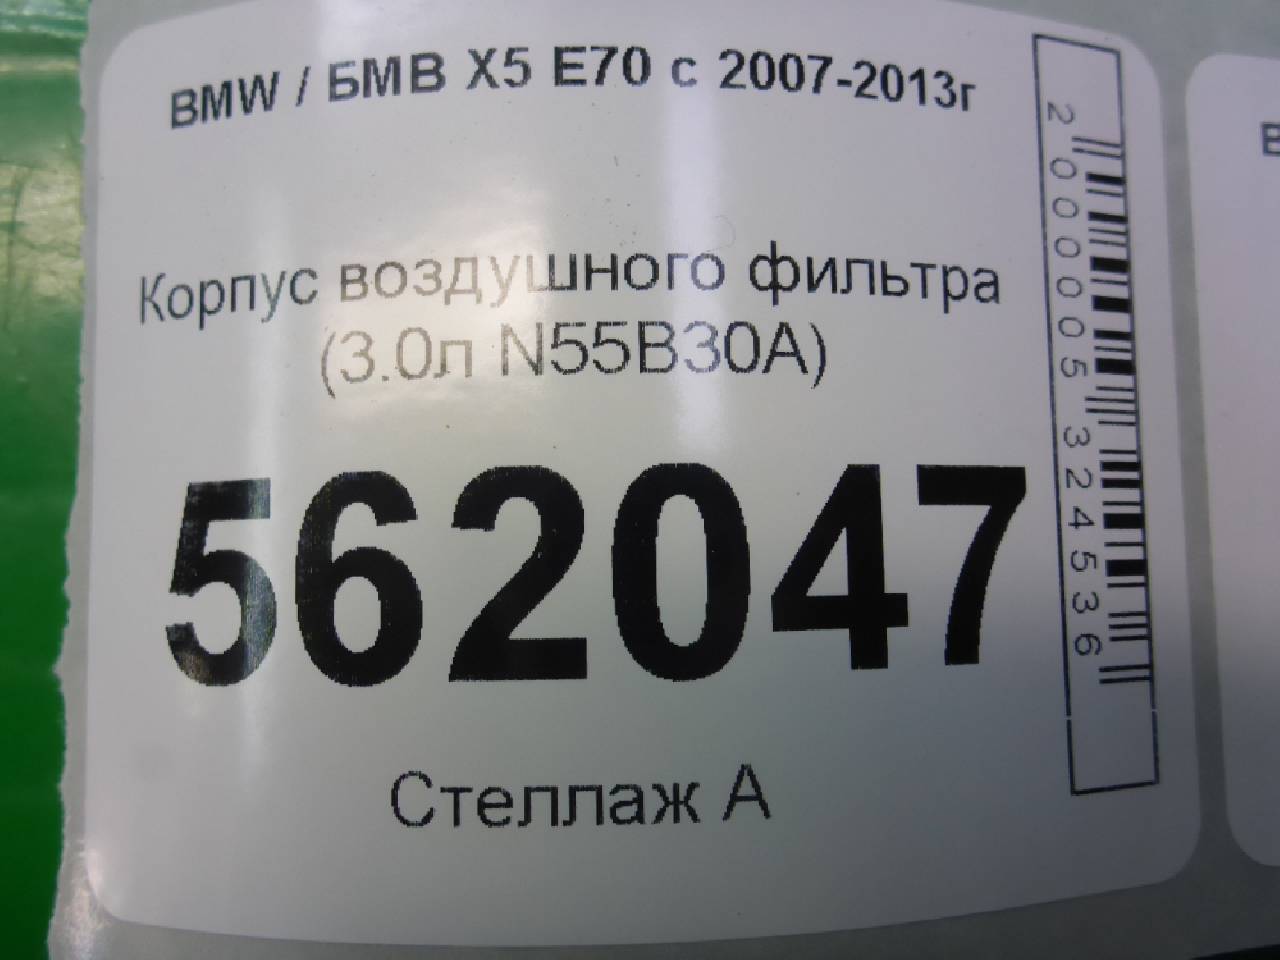 BMW / БМВ X5 E70 с 2007-2013г
Корпус воздушного фильтра
(3.0л N55B30A)
562047
Стеллаж А
2000005324536